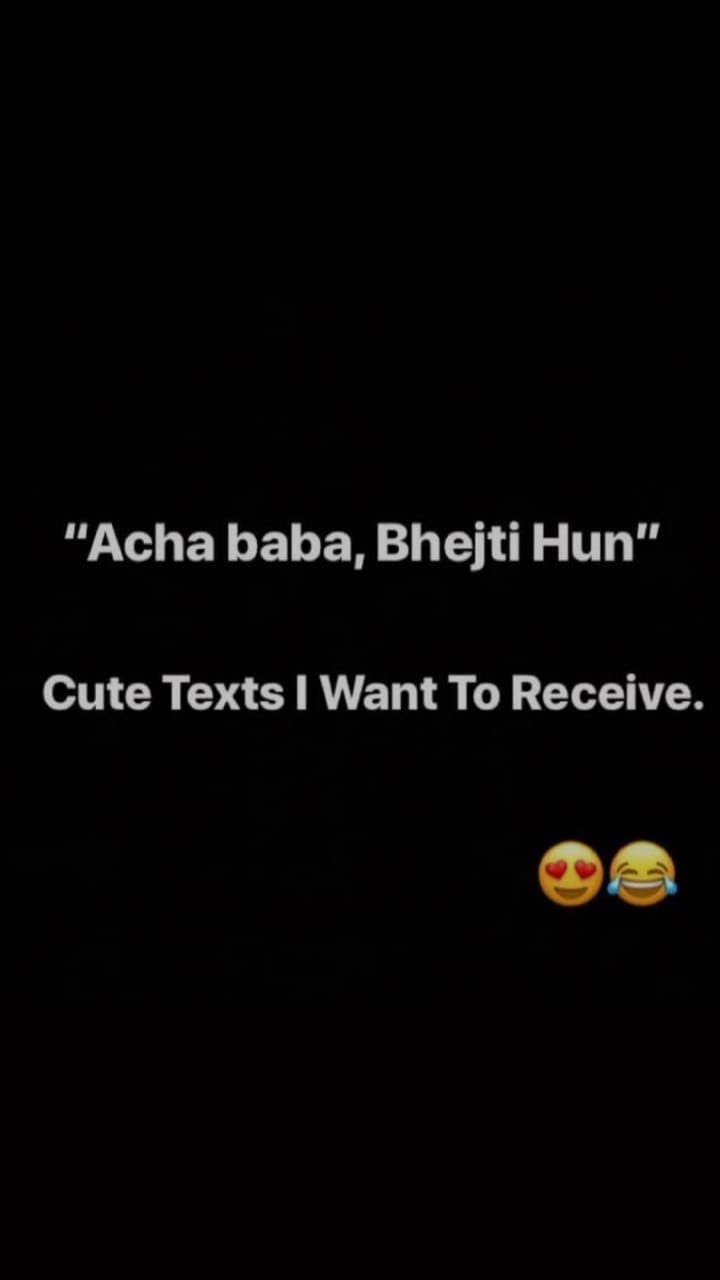 “Acha baba, Bhejti Hun”
Cute Texts I Want To Receive.
😍😂